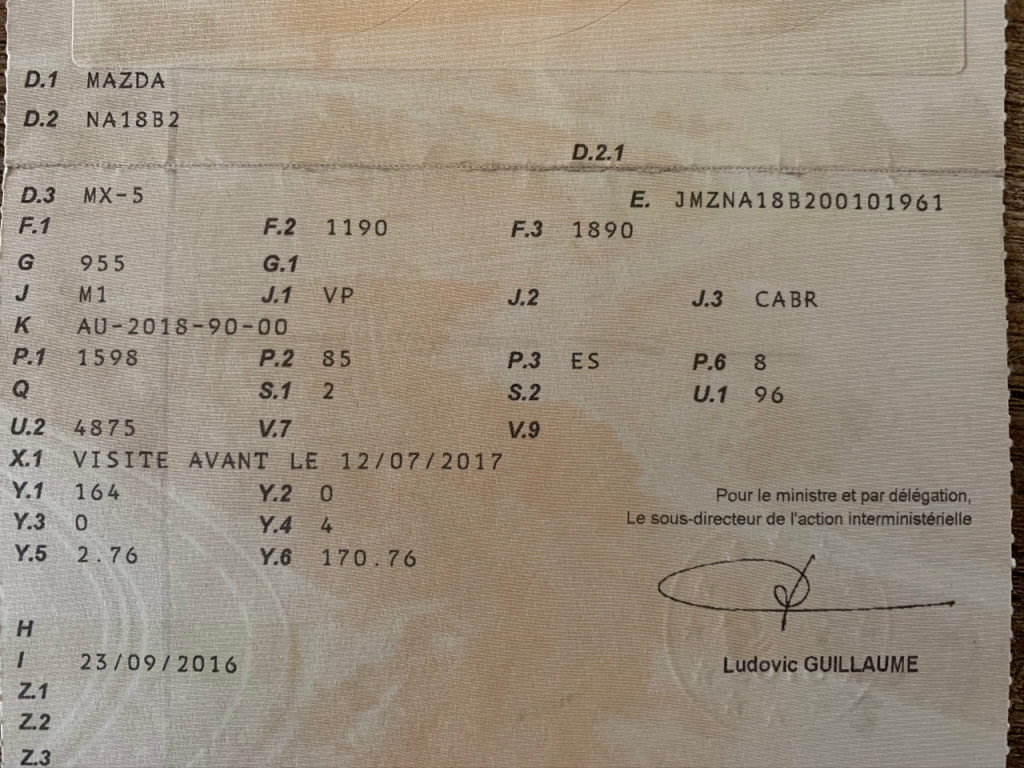 D.1 MAZDA
D.2 NA18B2
D.2.1
D.3 MX-5 E. JMZNA18B200101961
F.1 F.2 1190 F.3 1890
G 955 G.1
J M1 J.1 VP J.2 J.3 CABR
K AU-2018-90-00
P.1 1598 P.2 85 P.3 ES P.6 8
Q S.1 2 S.2 U.1 96
U.2 4875 V.7 V.9
X.1 VISITE AVANT LE 12/07/2017
Y.1 164 Y.2 0
Pour le ministre et par délégation,
Y.3 0 Y.4 4 Le sous-directeur de l'action interministérielle
Y.5 2.76 Y.6 170.76
H
I 23/09/2016 Ludovic GUILLAUME
Z.1
Z.2
Z.3